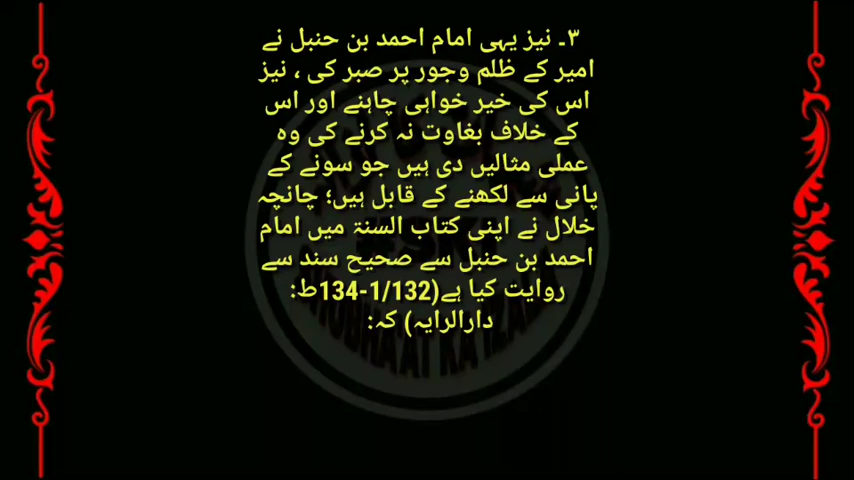 ۳۔ نیز یہی امام احمد بن حنبل نے
امیر کے ظلم وجور پر صبر کی ، نیز
اس کی خیر خواہی چاہنے اور اس
کے خلاف بغاوت نہ کرنے کی وہ
عملی مثالیں دی ہیں جو سونے کے
پانی سے لکھنے کے قابل ہیں؛ چانچہ
خلال نے اپنی کتاب السنۃ میں امام
احمد بن حنبل سے صحیح سند سے
روایت کیا ہے(1/132-134ط:
دارالرایہ) کہ: